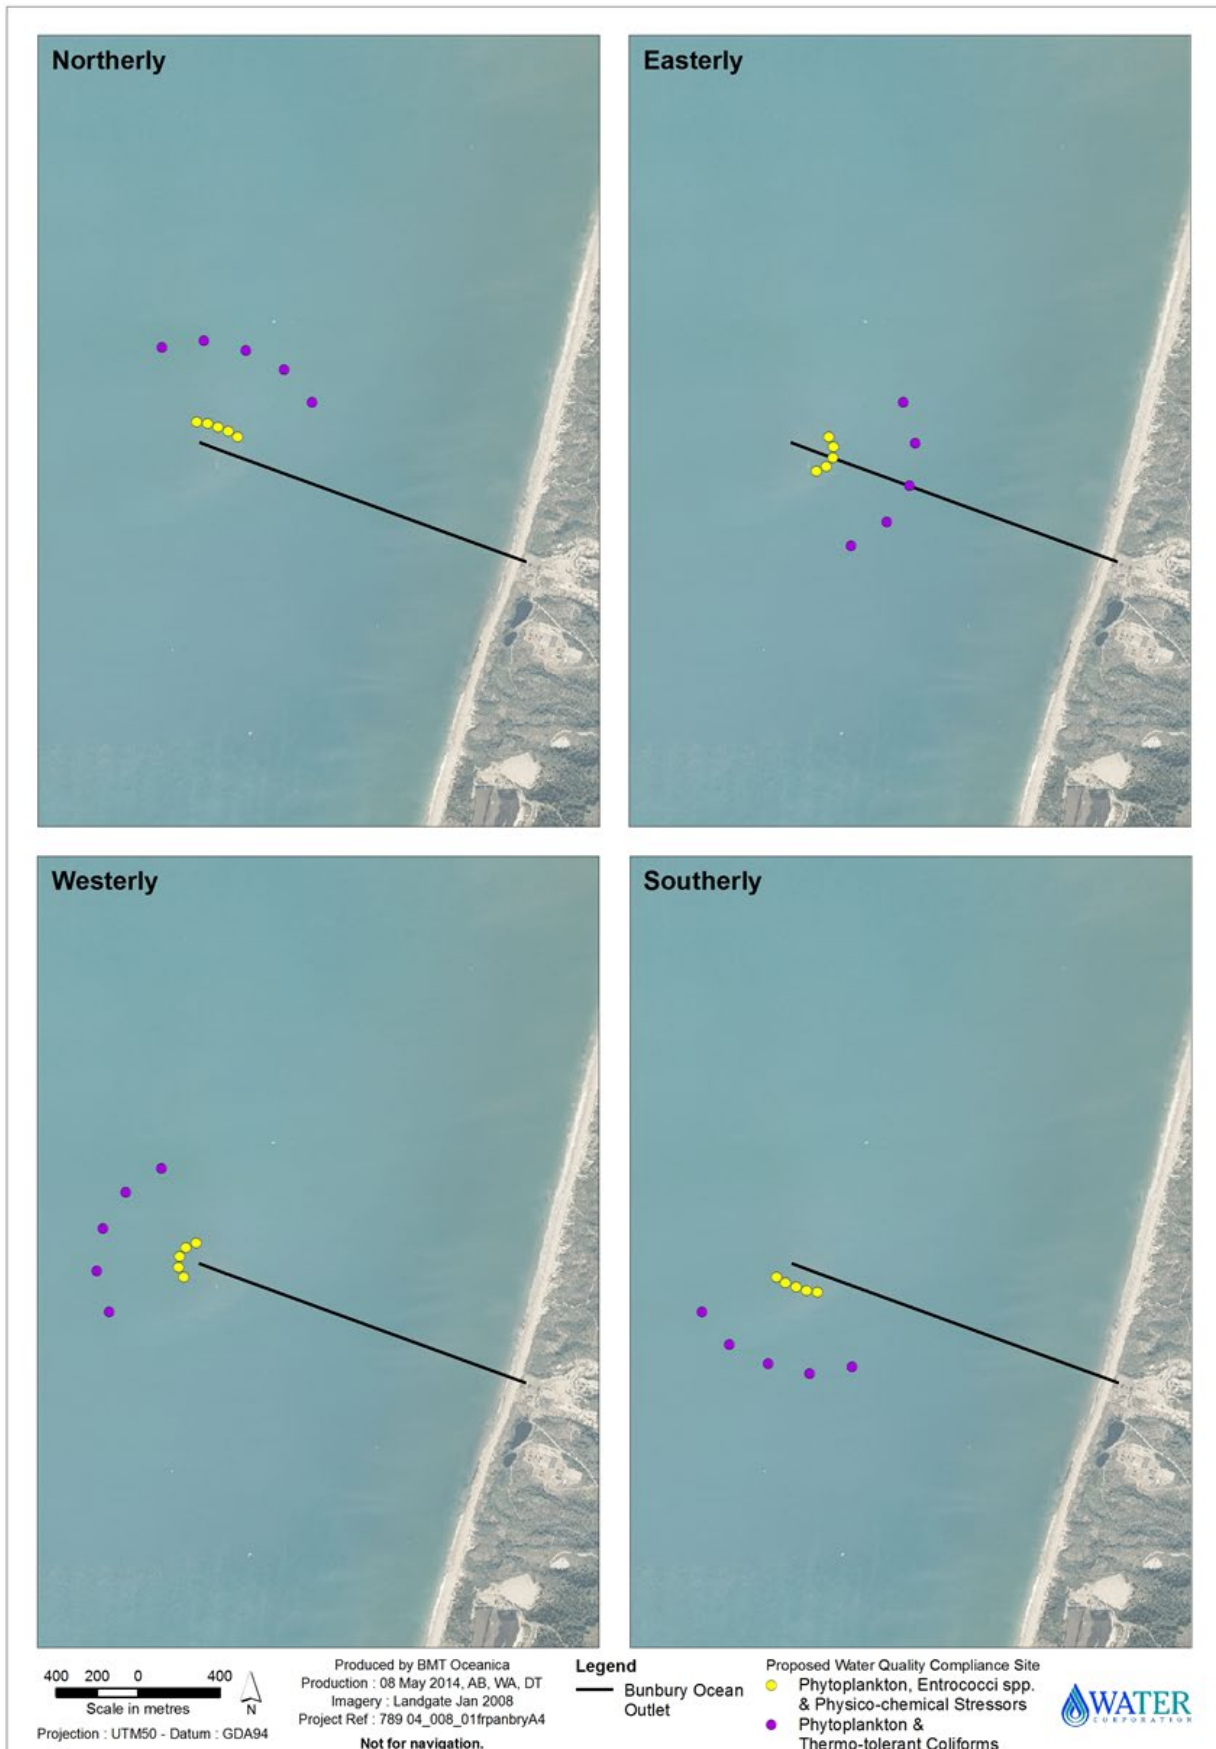 Northerly
Easterly
Westerly
Southerly
400 200 0 400
Scale in metres
Projection : UTM50 - Datum : GDA94
N
Produced by BMT Oceanica
Production : 08 May 2014, AB, WA, DT
Imagery : Landgate Jan 2008
Project Ref : 789 04_008_01frpanbryA4
Not for navigation.
Legend
Bunbury Ocean
Outlet
Proposed Water Quality Compliance Site
Phytoplankton, Entrococci spp.
& Physico-chemical Stressors
Phytoplankton &
Thermo-tolerant Coliforms
WATER
CORPORATION